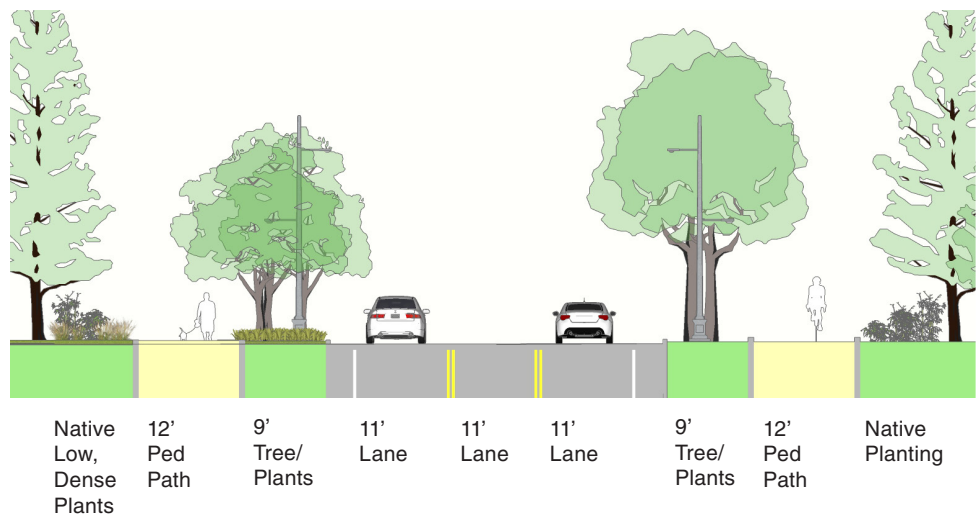 Native
Low,
Dense
Plants
12’
Ped
Path
9’
Tree/
Plants
11’
Lane
11’
Lane
11’
Lane
9’
Tree/
Plants
12’
Ped
Path
Native
Planting